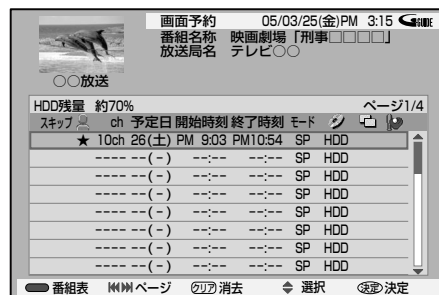 画面予約 05/03/25(金)PM 3:15 GGUIDE
番組名称 映画劇場「刑事□□□□」
放送局名 テレビ○○
○○放送
HDD残量 約70% ページ1/4
スキップ ch 予定日 開始時刻 終了時刻 モード
★ 10ch 26(土) PM 9:03 PM10:54 SP HDD
---- --(-) --:-- --:-- SP HDD
---- --(-) --:-- --:-- SP HDD
---- --(-) --:-- --:-- SP HDD
---- --(-) --:-- --:-- SP HDD
---- --(-) --:-- --:-- SP HDD
---- --(-) --:-- --:-- SP HDD
---- --(-) --:-- --:-- SP HDD
番組表 ページ クリア 消去 選択 決定 決定